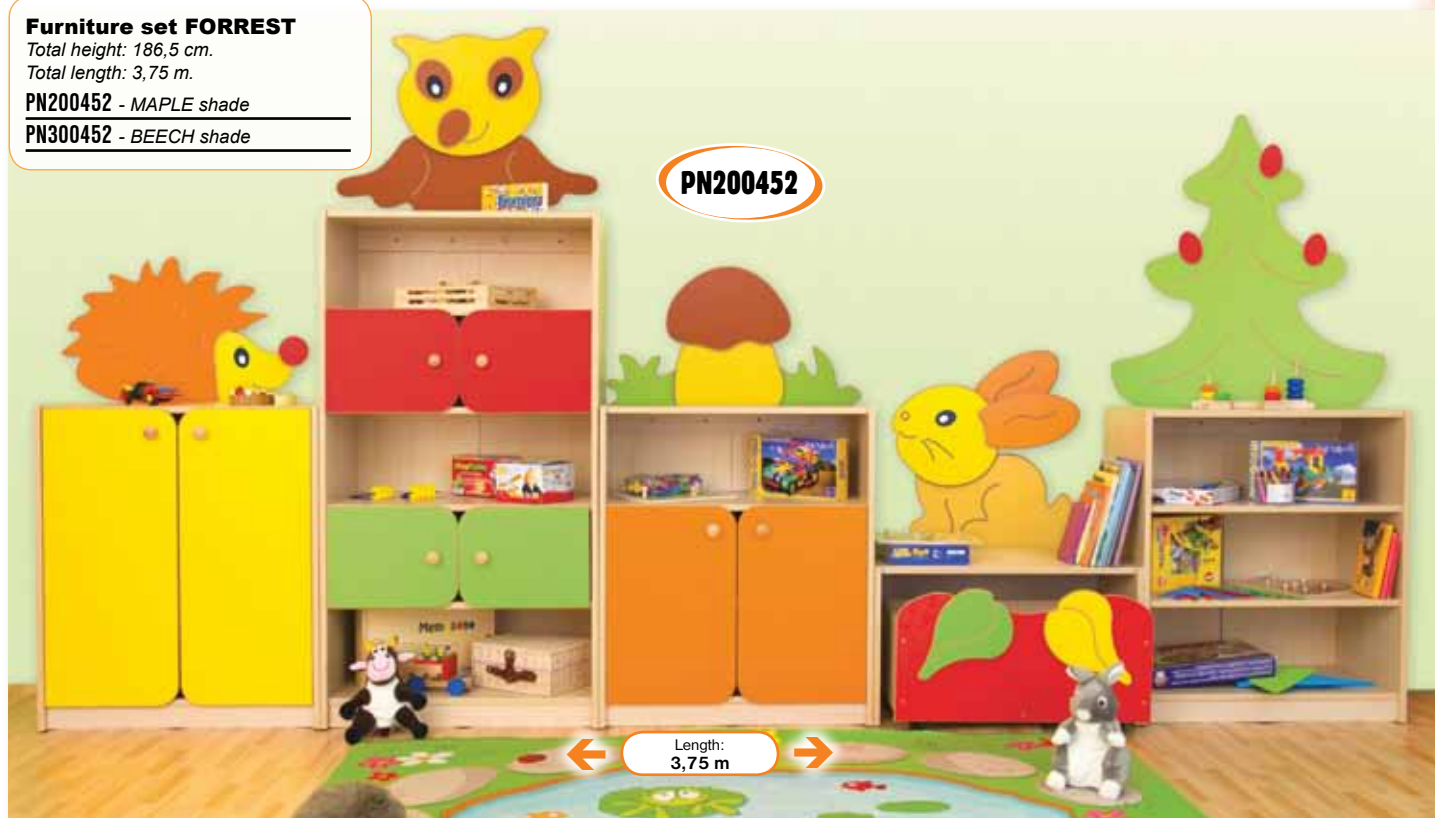 Furniture set FORREST
Total height: 186,5 cm.
Total length: 3,75 m.
PN200452 - MAPLE shade
PN300452 - BEECH shade
PN200452
Length:
3,75 m